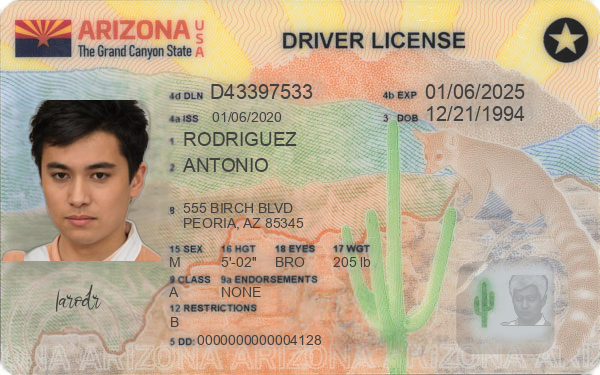 ARIZONA USA
The Grand Canyon State
DRIVER LICENSE
4d DLN D43397533
4b EXP 01/06/2025
4a ISS 01/06/2020
3 DOB 12/21/1994
1 RODRIGUEZ
2 ANTONIO
8 555 BIRCH BLVD
PEORIA, AZ 85345
15 SEX 16 HGT 18 EYES 17 WGT
M 5'-02" BRO 205 lb
9 CLASS 9a ENDORSEMENTS
A NONE
12 RESTRICTIONS
B
5 DD: 0000000000004128
iarodr
ARIZONA ARIZONA ARIZONA ARIZONA